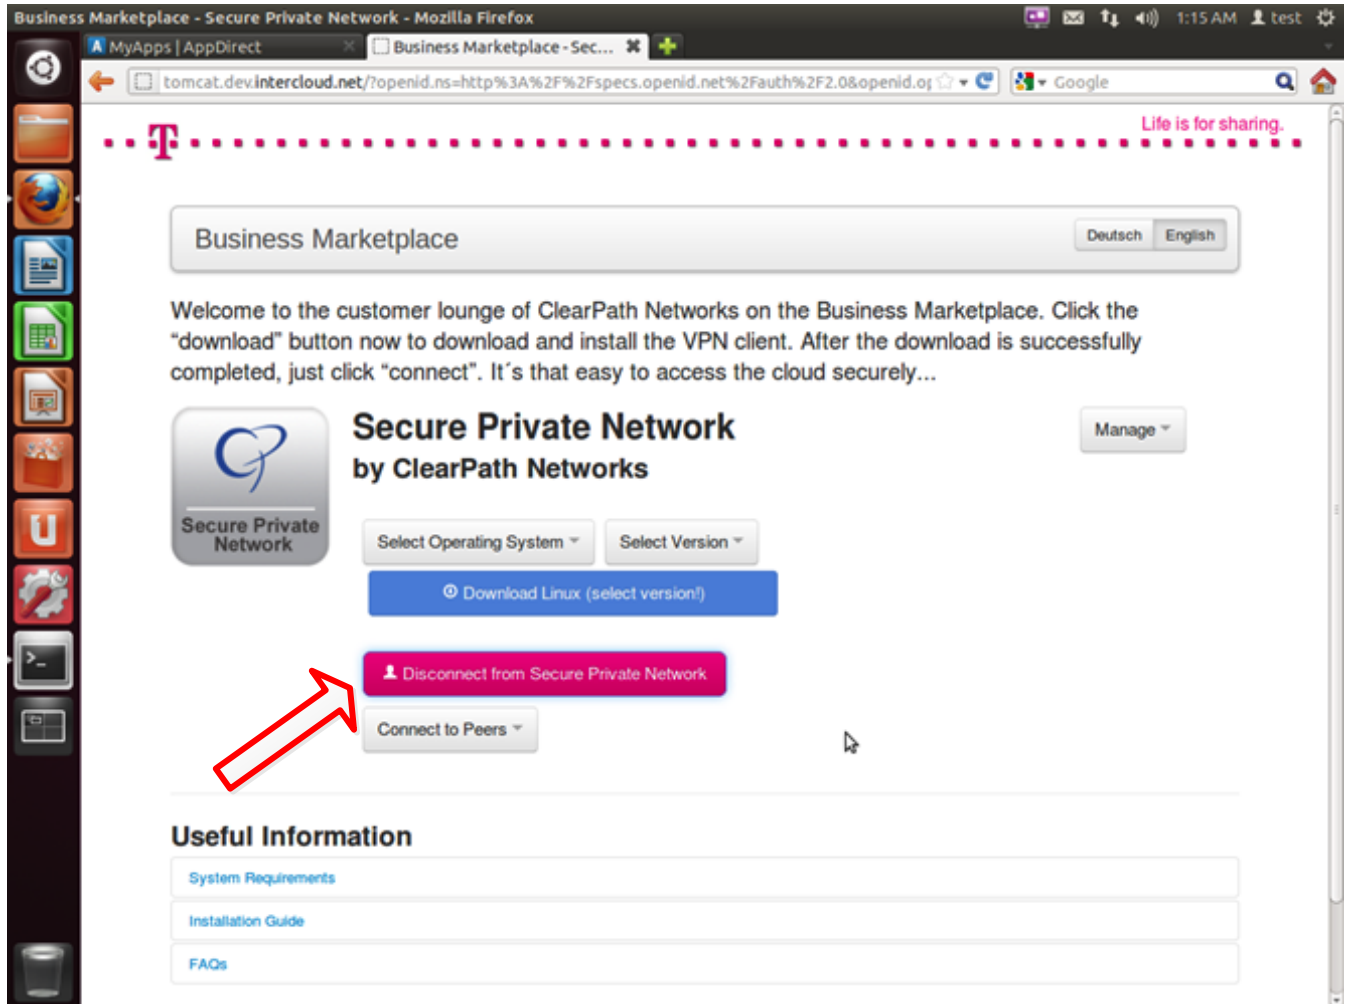 Business Marketplace - Secure Private Network - Mozilla Firefox
1:15 AM test
MyApps | AppDirect
Business Marketplace - Sec...
tomcat.dev.intercloud.net/?openid.ns=http%3A%2F%2Fspecs.openid.net%2Fauth%2F2.0&openid.op
Google
Life is for sharing.
T
Business Marketplace
Deutsch English
Welcome to the customer lounge of ClearPath Networks on the Business Marketplace. Click the
“download” button now to download and install the VPN client. After the download is successfully
completed, just click “connect”. It´s that easy to access the cloud securely...
Secure Private Network
by ClearPath Networks
Manage
Secure Private
Network
Select Operating System
Select Version
Download Linux (select version!)
Disconnect from Secure Private Network
Connect to Peers
Useful Information
System Requirements
Installation Guide
FAQs